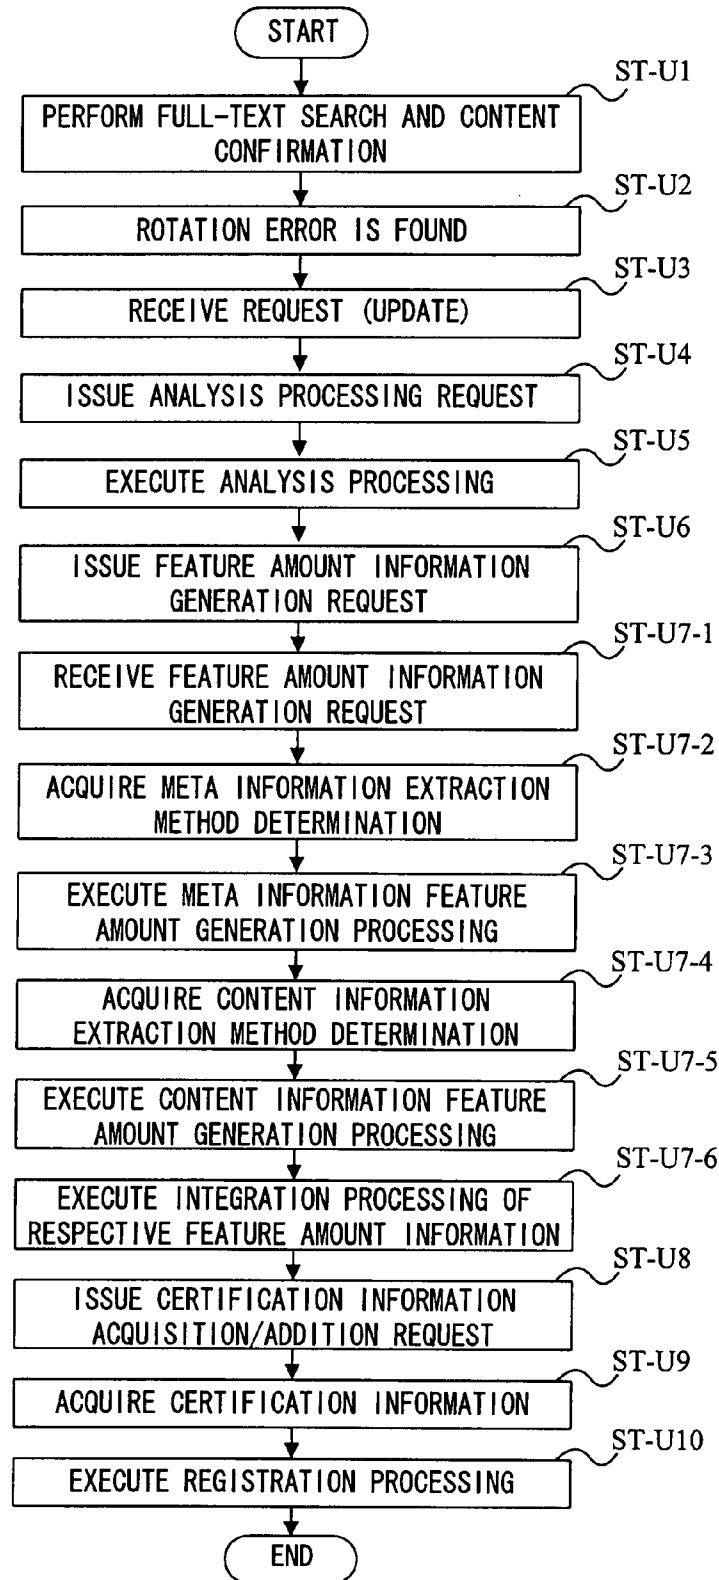 START
ST-U1
PERFORM FULL-TEXT SEARCH AND CONTENT
CONFIRMATION
ST-U2
ROTATION ERROR IS FOUND
ST-U3
RECEIVE REQUEST (UPDATE)
ST-U4
ISSUE ANALYSIS PROCESSING REQUEST
ST-U5
EXECUTE ANALYSIS PROCESSING
ST-U6
ISSUE FEATURE AMOUNT INFORMATION
GENERATION REQUEST
ST-U7-1
RECEIVE FEATURE AMOUNT INFORMATION
GENERATION REQUEST
ST-U7-2
ACQUIRE META INFORMATION EXTRACTION
METHOD DETERMINATION
ST-U7-3
EXECUTE META INFORMATION FEATURE
AMOUNT GENERATION PROCESSING
ST-U7-4
ACQUIRE CONTENT INFORMATION
EXTRACTION METHOD DETERMINATION
ST-U7-5
EXECUTE CONTENT INFORMATION FEATURE
AMOUNT GENERATION PROCESSING
ST-U7-6
EXECUTE INTEGRATION PROCESSING OF
RESPECTIVE FEATURE AMOUNT INFORMATION
ST-U8
ISSUE CERTIFICATION INFORMATION
ACQUISITION/ADDITION REQUEST
ST-U9
ACQUIRE CERTIFICATION INFORMATION
ST-U10
EXECUTE REGISTRATION PROCESSING
END